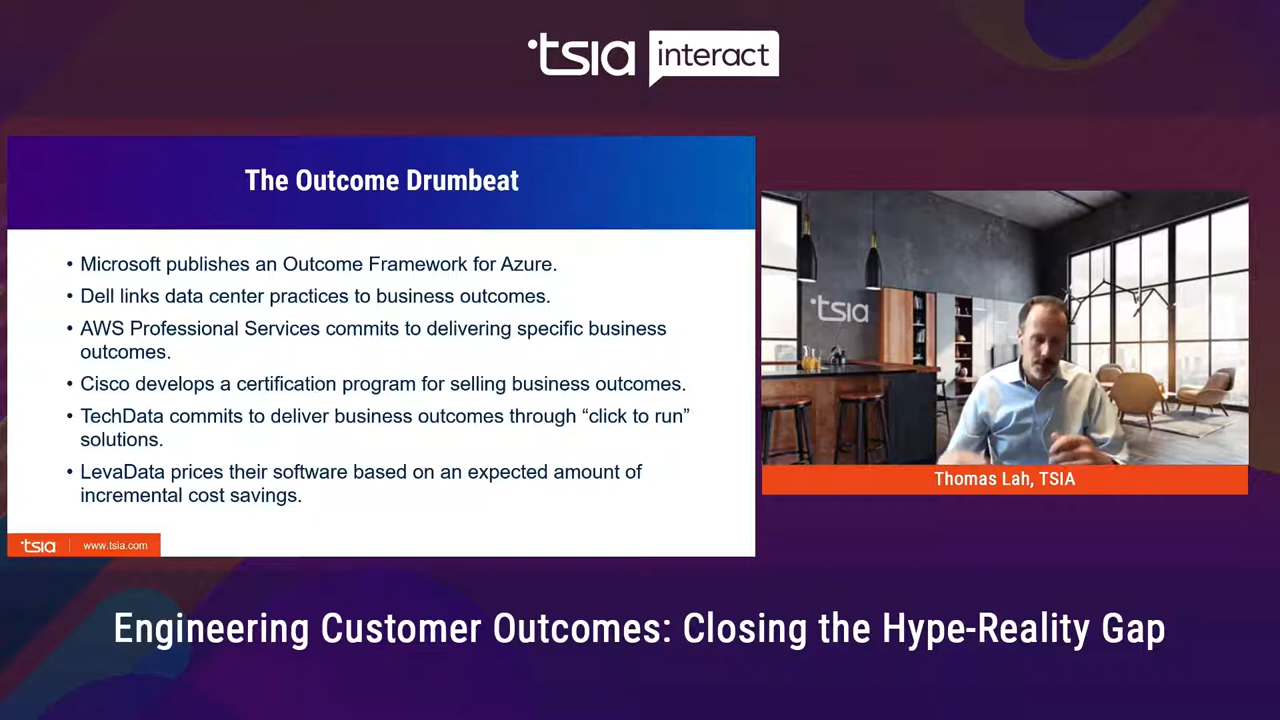 tsia interact
The Outcome Drumbeat
• Microsoft publishes an Outcome Framework for Azure.
• Dell links data center practices to business outcomes.
• AWS Professional Services commits to delivering specific business
outcomes.
• Cisco develops a certification program for selling business outcomes.
• TechData commits to deliver business outcomes through “click to run”
solutions.
• LevaData prices their software based on an expected amount of
incremental cost savings.
tsia | www.tsia.com
tsia
Thomas Lah, TSIA
Engineering Customer Outcomes: Closing the Hype-Reality Gap